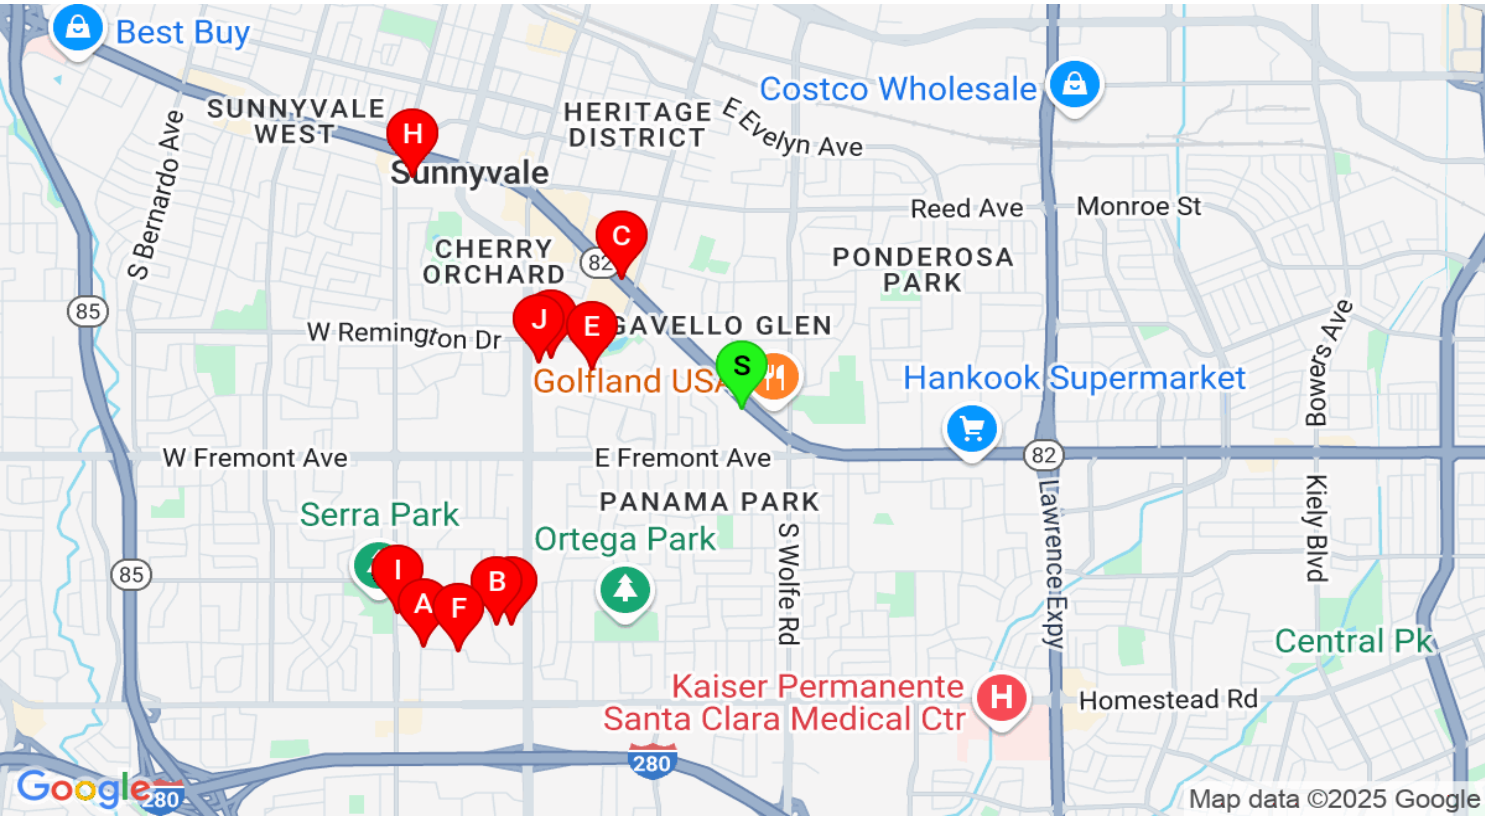 Best Buy
SUNNYVALE
WEST
S Bernardo Ave
H
Sunnyvale
HERITAGE
DISTRICT
E Evelyn Ave
Costco Wholesale
Reed Ave
Monroe St
C
82
CHERRY
ORCHARD
PONDEROSA
PARK
85
W Remington Dr
J
E
GAVELLO GLEN
S
Golfland USA
Hankook Supermarket
Bowers Ave
W Fremont Ave
E Fremont Ave
82
PANAMA PARK
Serra Park
Ortega Park
S Wolfe Rd
Lawrence Expy
Kiely Blvd
85
I
A
F
B
Central Pk
Kaiser Permanente
Santa Clara Medical Ctr
H
Homestead Rd
280
Google
280
Map data ©2025 Google